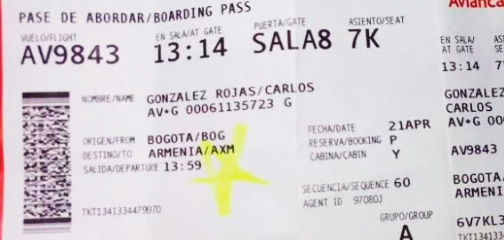 PASE DE ABORDAR/BOARDING PASS
Avianca
VUELO/FLIGHT EN SALA/AT GATE PUERTA/GATE ASIENTO/SEAT
AV9843 13:14 SALA8 7K
EN SALA/
AT GATE
13:14
NOMBRE/NAME GONZALEZ ROJAS/CARLOS
AV*G 00061135723 G
GONZALEZ
CARLOS
AV*G
ORIGEN/FROM BOGOTA/BOG
DESTINO/TO ARMENIA/AXM
SALIDA/DEPARTURE 13:59
FECHA/DATE 21APR
RESERVA/BOOKING P
CABINA/CABIN Y
AV9843
SECUENCIA/SEQUENCE 60
AGENT ID 9708OJ
BOGOTA/
ARMENI
TKT1341334479970
GRUPO/GROUP
A
6V7KL3